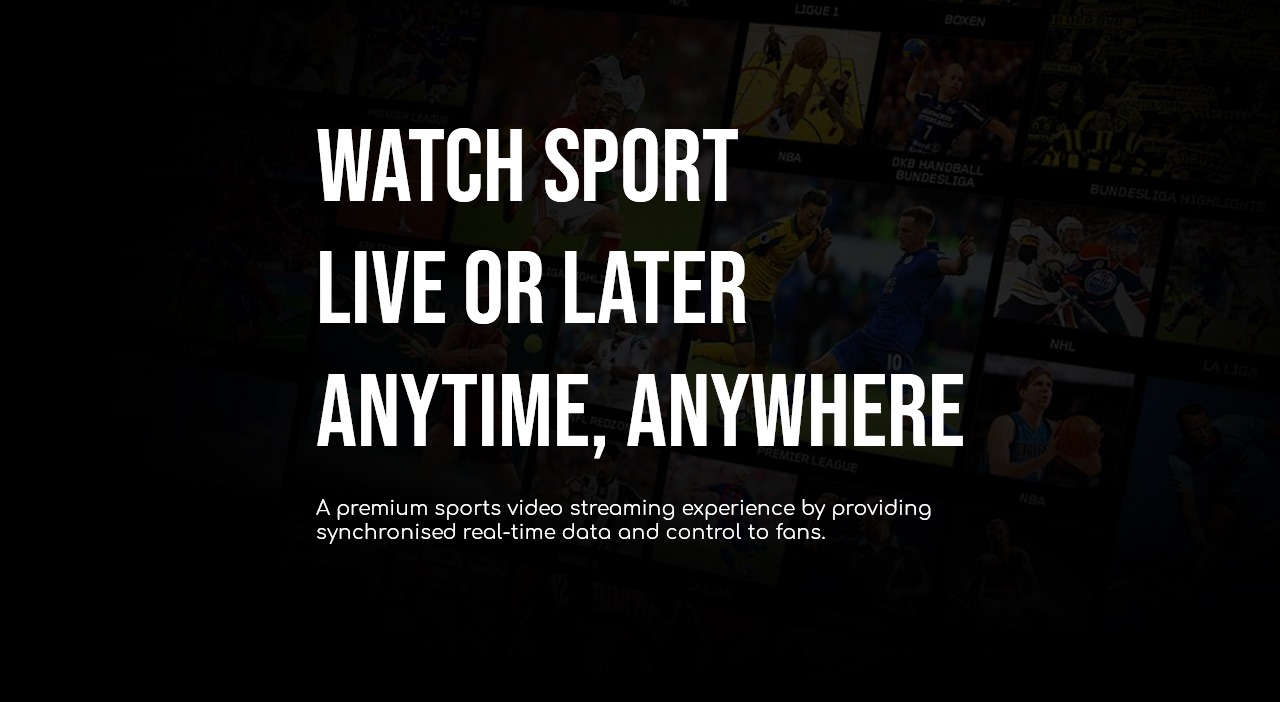 NFL
LIGUE 1
BOXEN
PREMIER LEAGUE
NBA
DKB HANDBALL
BUNDESLIGA
BUNDESLIGA HIGHLIGHTS
WATCH SPORT
LIVE OR LATER
ANYTIME, ANYWHERE
7
10
NHL
LA LIGA
PREMIER LEAGUE
NBA
A premium sports video streaming experience by providing
synchronised real-time data and control to fans.